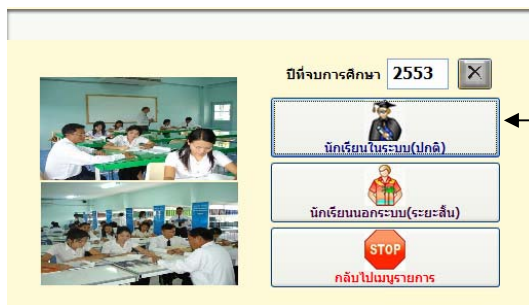 ปีที่จบการศึกษา 2553
นักเรียนในระบบ(ปกติ)
นักเรียนนอกระบบ(ระยะสั้น)
STOP
กลับไปเมนูรายการ